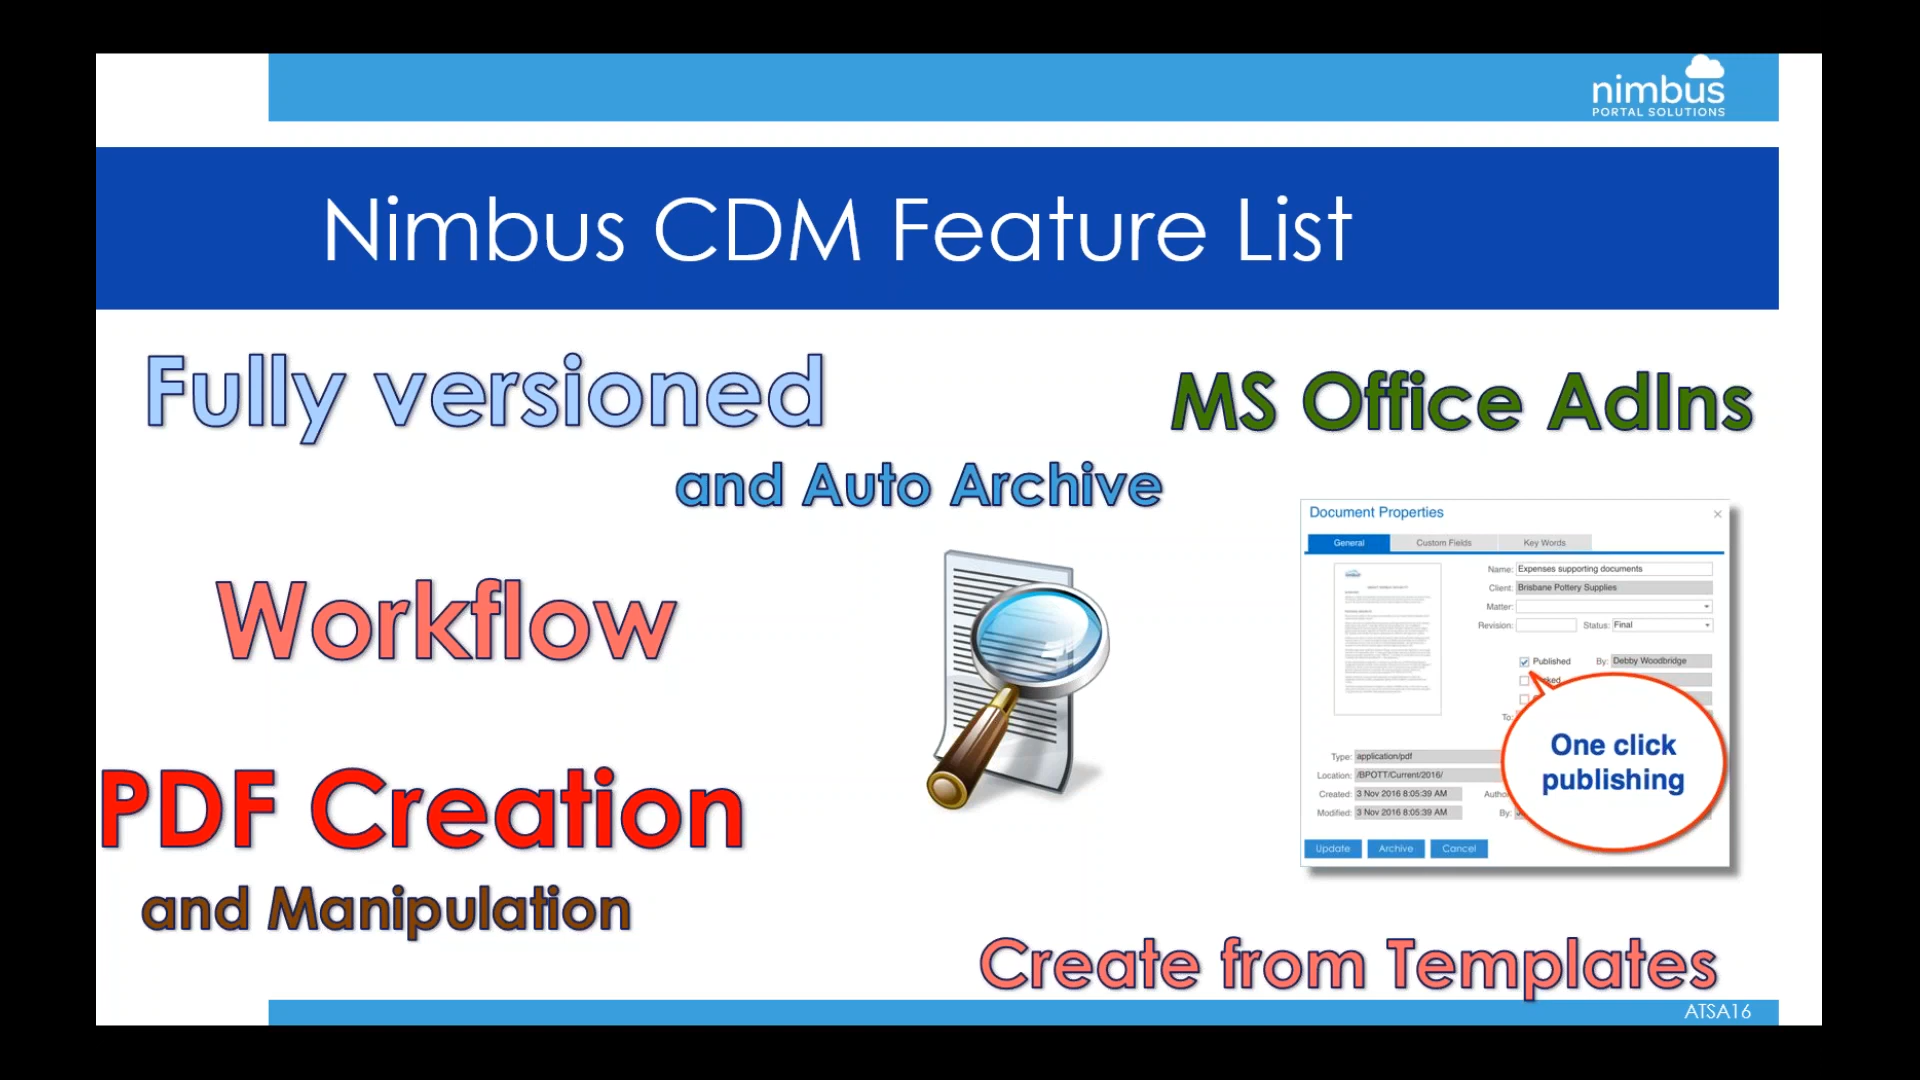 nimbus
PORTAL SOLUTIONS
Nimbus CDM Feature List
Fully versioned
and Auto Archive
MS Office AdIns
Workflow
PDF Creation
and Manipulation
Document Properties
General Custom Fields Key Words
Name: Expenses supporting documents
Client: Brisbane Pottery Supplies
Matter:
Revision: Status: Final
Published By: Debby Woodbridge
To:
One click
publishing
Type: application/pdf
Location: /BPOTT/Current/2016/
Created: 3 Nov 2016 8:05:39 AM
Modified: 3 Nov 2016 8:05:39 AM By:
Update Archive Cancel
Create from Templates
ATSA16